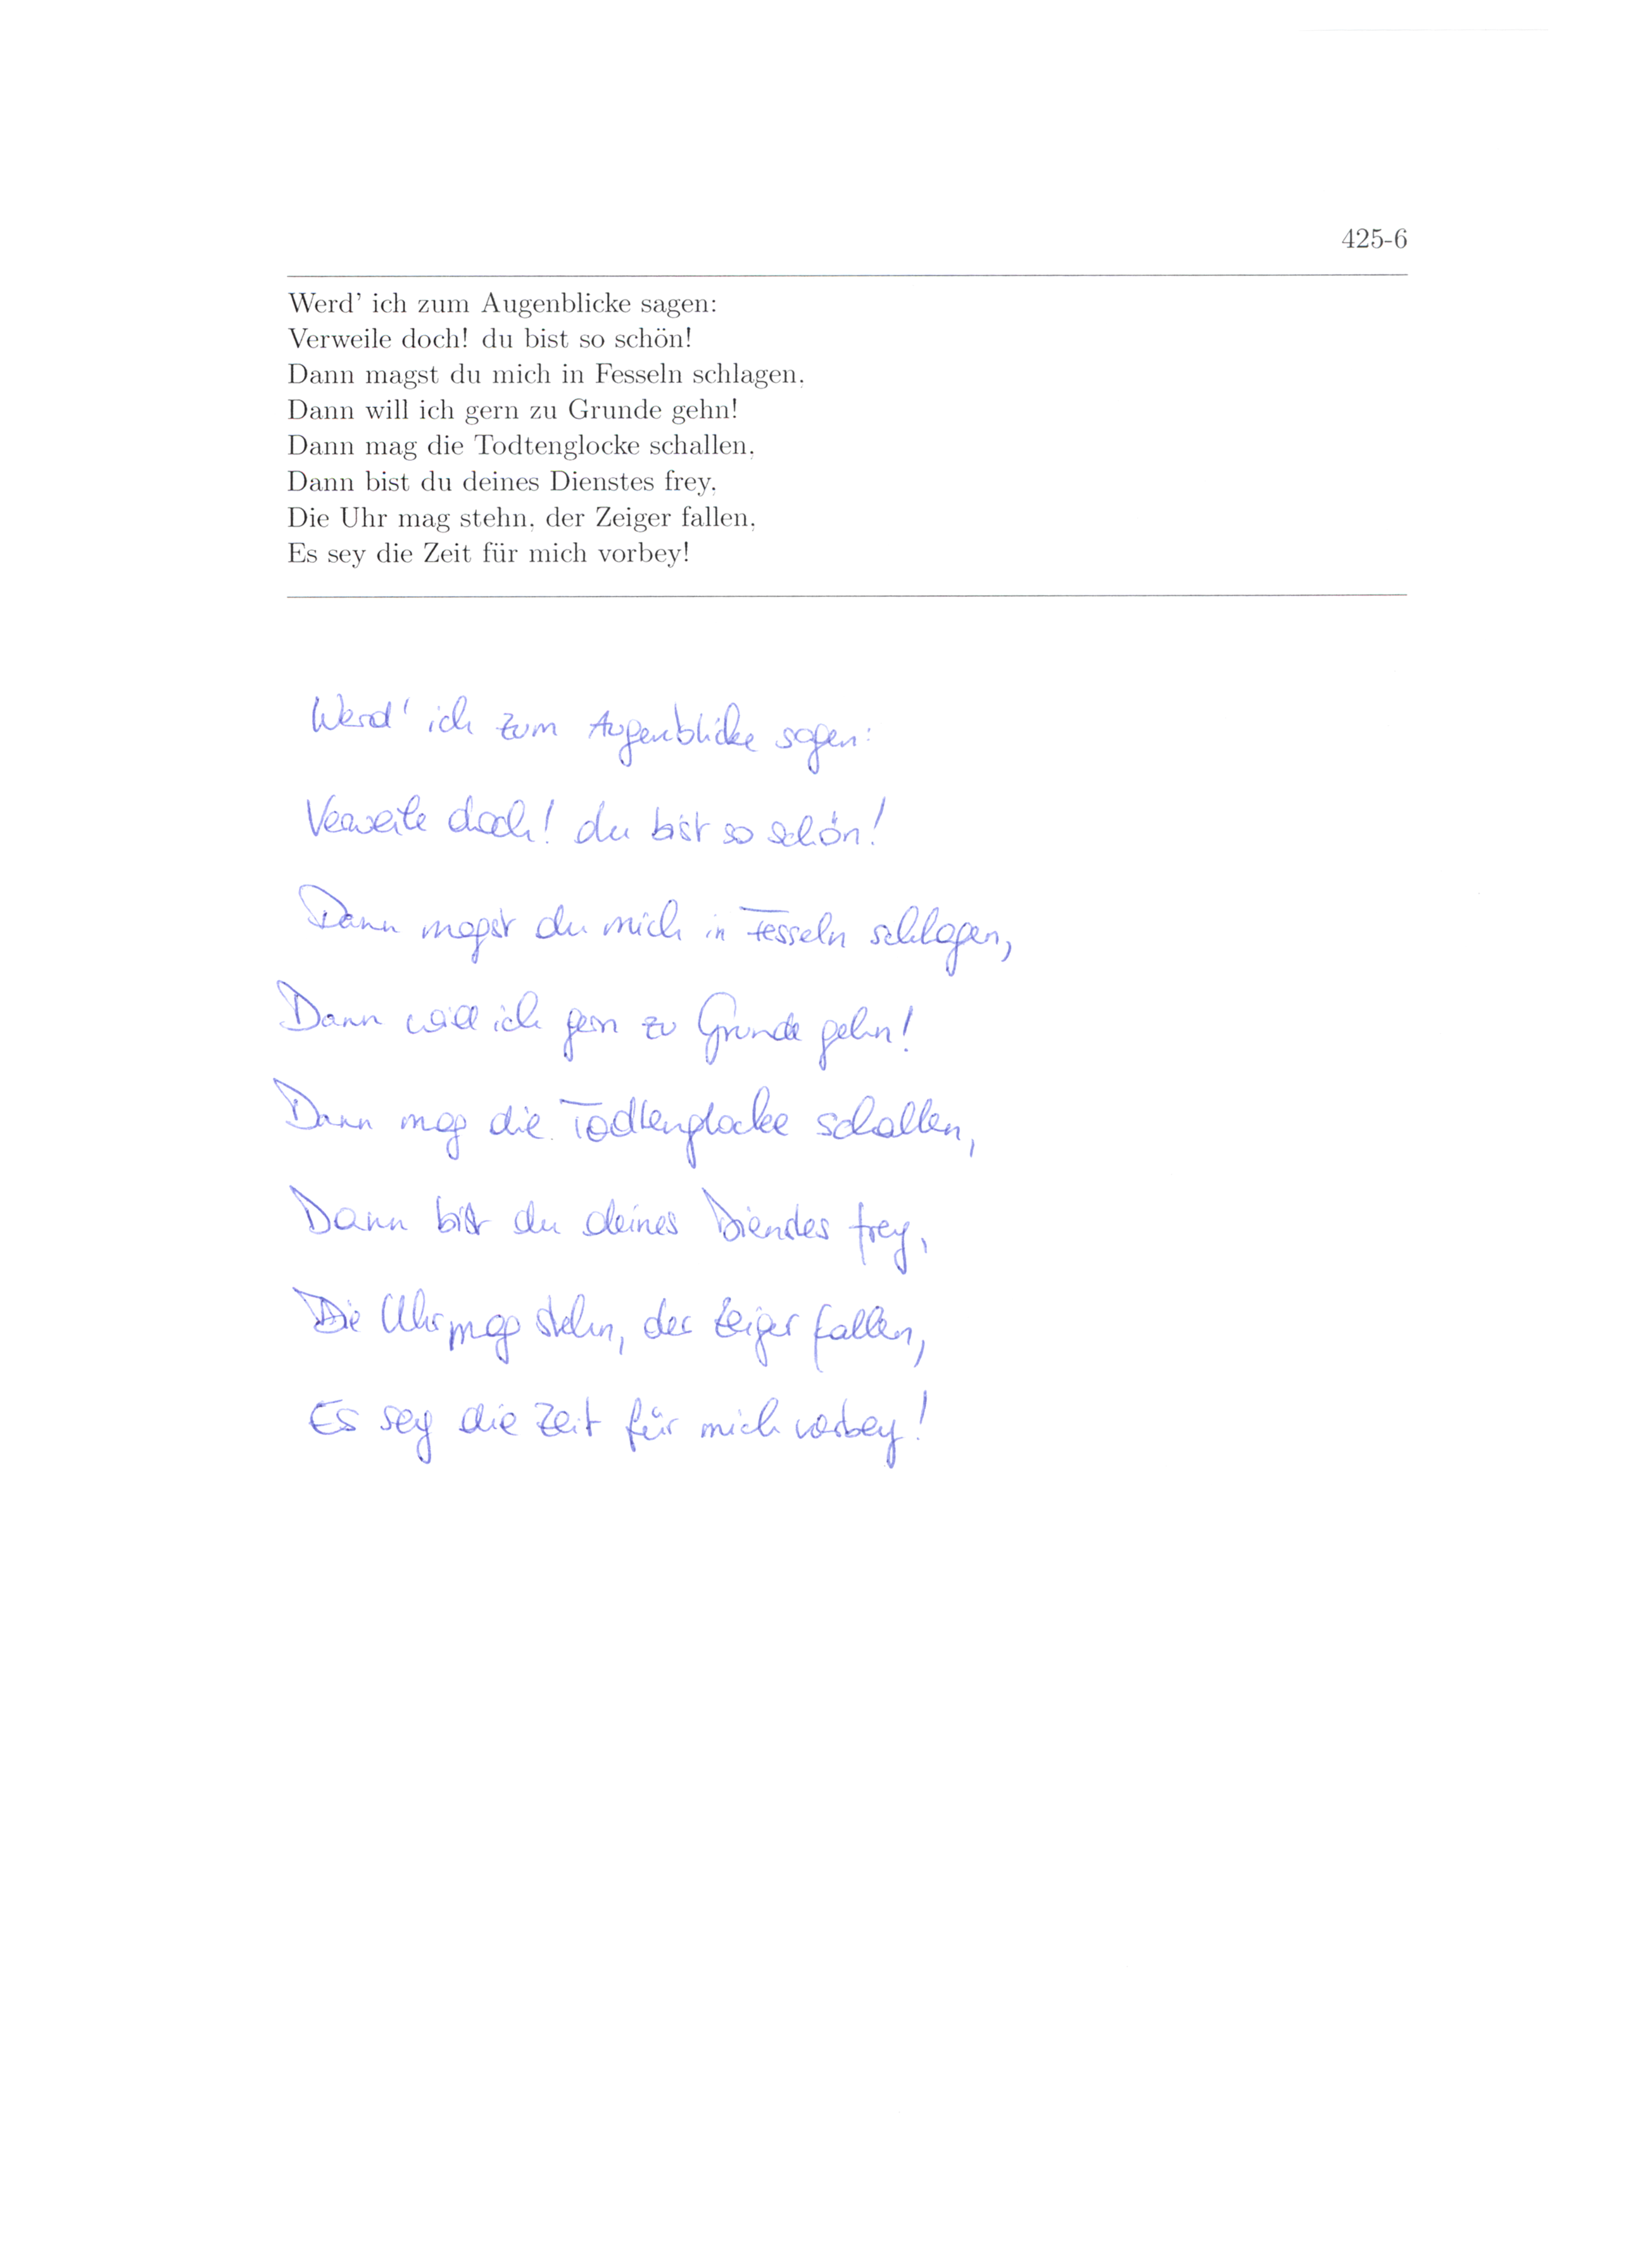 425-6
Werd' ich zum Augenblicke sagen:
Verweile doch! du bist so schön!
Dann magst du mich in Fesseln schlagen,
Dann will ich gern zu Grunde gehn!
Dann mag die Todtenglocke schallen,
Dann bist du deines Dienstes frey,
Die Uhr mag stehn, der Zeiger fallen,
Es sey die Zeit für mich vorbey!
Werd' ich zum Augenblicke sagen:
Verweile doch! du bist so schön!
Dann magst du mich in Fesseln schlagen,
Dann will ich gern zu Grunde gehn!
Dann mag die Todtenglocke schallen,
Dann bist du deines Dienstes frey,
Die Uhr mag stehn, der Zeiger fallen,
Es sey die Zeit für mich vorbey!